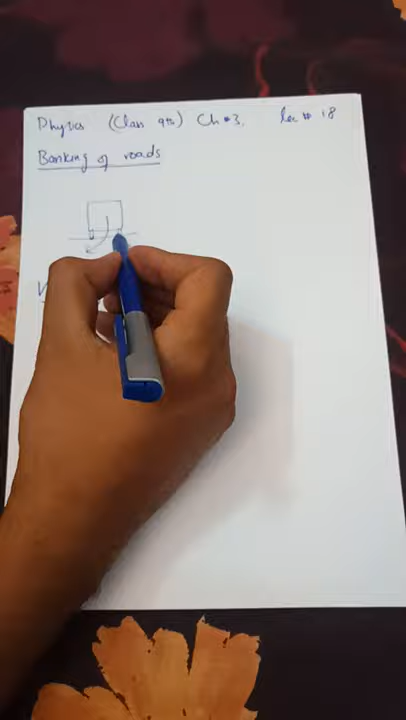 Physics (Class 9th) Ch # 3. lec # 18
Banking of roads